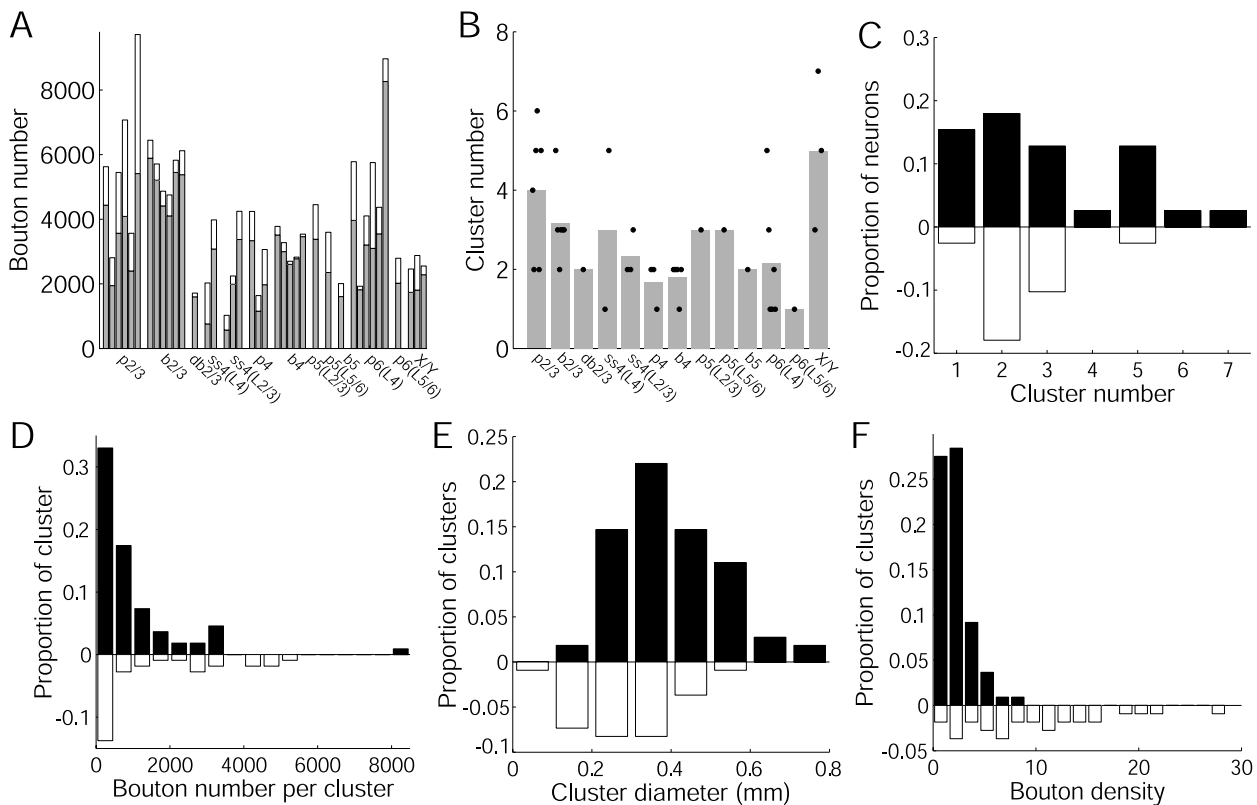 A
Bouton number
8000
6000
4000
2000
0
p2/3
b2/3
db2/3
ss4(L4)
ss4(L2/3)
p4
b4
p5(L2/3)
p5(L5/6)
b5
p6(L4)
p6(L5/6)
X/Y
B
Cluster number
8
6
4
2
0
p2/3
b2/3
db2/3
ss4(L4)
ss4(L2/3)
p4
b4
p5(L2/3)
p5(L5/6)
b5
p6(L4)
p6(L5/6)
X/Y
C
Proportion of neurons
0.3
0.2
0.1
0
-0.1
-0.2
1 2 3 4 5 6 7
Cluster number
D
Proportion of cluster
0.3
0.2
0.1
0
-0.1
0 2000 4000 6000 8000
Bouton number per cluster
E
Proportion of clusters
0.25
0.2
0.15
0.1
0.05
0
-0.05
-0.1
0 0.2 0.4 0.6 0.8
Cluster diameter (mm)
F
Proportion of clusters
0.25
0.2
0.15
0.1
0.05
0
-0.05
0 10 20 30
Bouton density